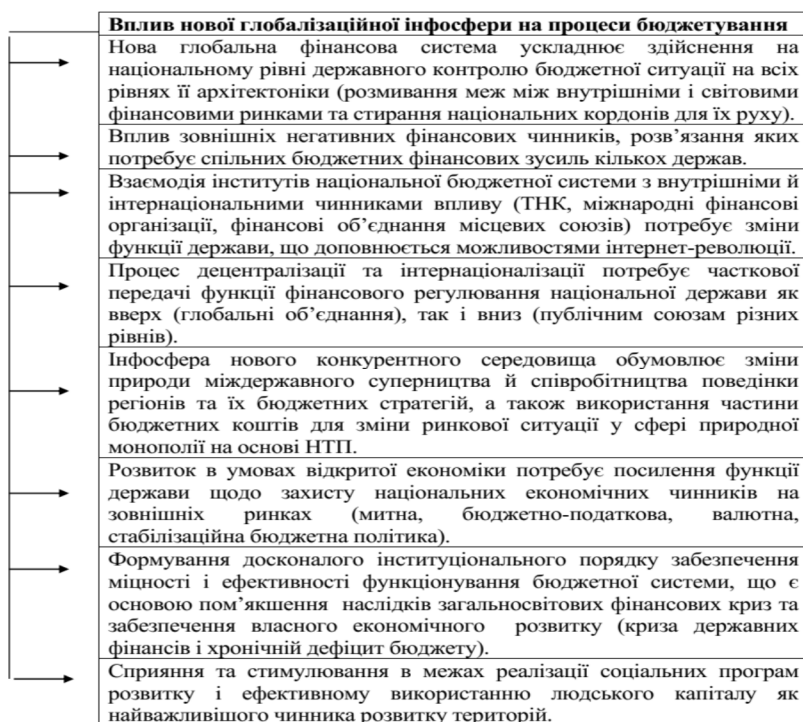 Вплив нової глобалізаційної інфосфери на процеси бюджетування
Нова глобальна фінансова система ускладнює здійснення на
національному рівні державного контролю бюджетної ситуації на всіх
рівнях її архітектоніки (розмивання меж між внутрішніми і світовими
фінансовими ринками та стирання національних кордонів для їх руху).
Вплив зовнішніх негативних фінансових чинників, розв’язання яких
потребує спільних бюджетних фінансових зусиль кількох держав.
Взаємодія інститутів національної бюджетної системи з внутрішніми й
інтернаціональними чинниками впливу (ТНК, міжнародні фінансові
організації, фінансові об’єднання місцевих союзів) потребує зміни
функції держави, що доповнюється можливостями інтернет-революції.
Процес децентралізації та інтернаціоналізації потребує часткової
передачі функції фінансового регулювання національної держави як
вверх (глобальні об’єднання), так і вниз (публічним союзам різних
рівнів).
Інфосфера нового конкурентного середовища обумовлює зміни
природи міждержавного суперництва й співробітництва поведінки
регіонів та їх бюджетних стратегій, а також використання частини
бюджетних коштів для зміни ринкової ситуації у сфері природної
монополії на основі НТП.
Розвиток в умовах відкритої економіки потребує посилення функції
держави щодо захисту національних економічних чинників на
зовнішніх ринках (митна, бюджетно-податкова, валютна,
стабілізаційна бюджетна політика).
Формування досконалого інституціонального порядку забезпечення
міцності і ефективності функціонування бюджетної системи, що є
основою пом’якшення наслідків загальносвітових фінансових криз та
забезпечення власного економічного розвитку (криза державних
фінансів і хронічній дефіцит бюджету).
Сприяння та стимулювання в межах реалізації соціальних програм
розвитку і ефективному використанню людського капіталу як
найважливішого чинника розвитку територій.